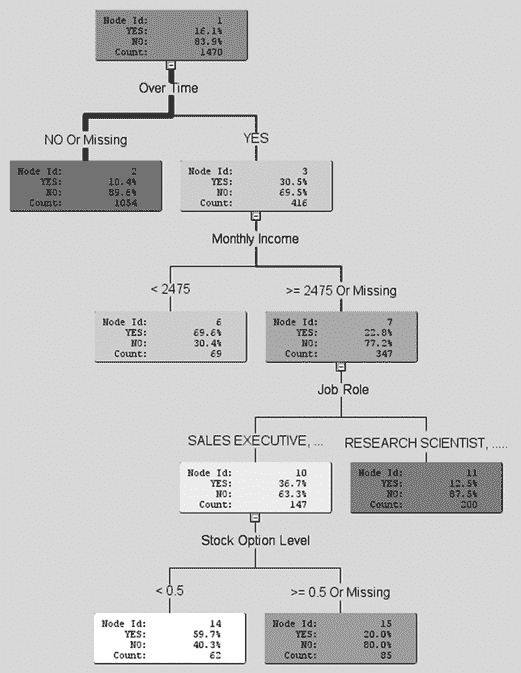 Node Id: 1
YES: 16.1%
NO: 83.9%
Count: 1470
Over Time
NO Or Missing
YES
Node Id: 2
YES: 10.4%
NO: 89.6%
Count: 1054
Node Id: 3
YES: 30.5%
NO: 69.5%
Count: 416
Monthly Income
< 2475
>= 2475 Or Missing
Node Id: 6
YES: 69.6%
NO: 30.4%
Count: 69
Node Id: 7
YES: 22.8%
NO: 77.2%
Count: 347
Job Role
SALES EXECUTIVE, ...
RESEARCH SCIENTIST, .....
Node Id: 10
YES: 36.7%
NO: 63.3%
Count: 147
Node Id: 11
YES: 12.5%
NO: 87.5%
Count: 200
Stock Option Level
< 0.5
>= 0.5 Or Missing
Node Id: 14
YES: 59.7%
NO: 40.3%
Count: 62
Node Id: 15
YES: 20.0%
NO: 80.0%
Count: 85